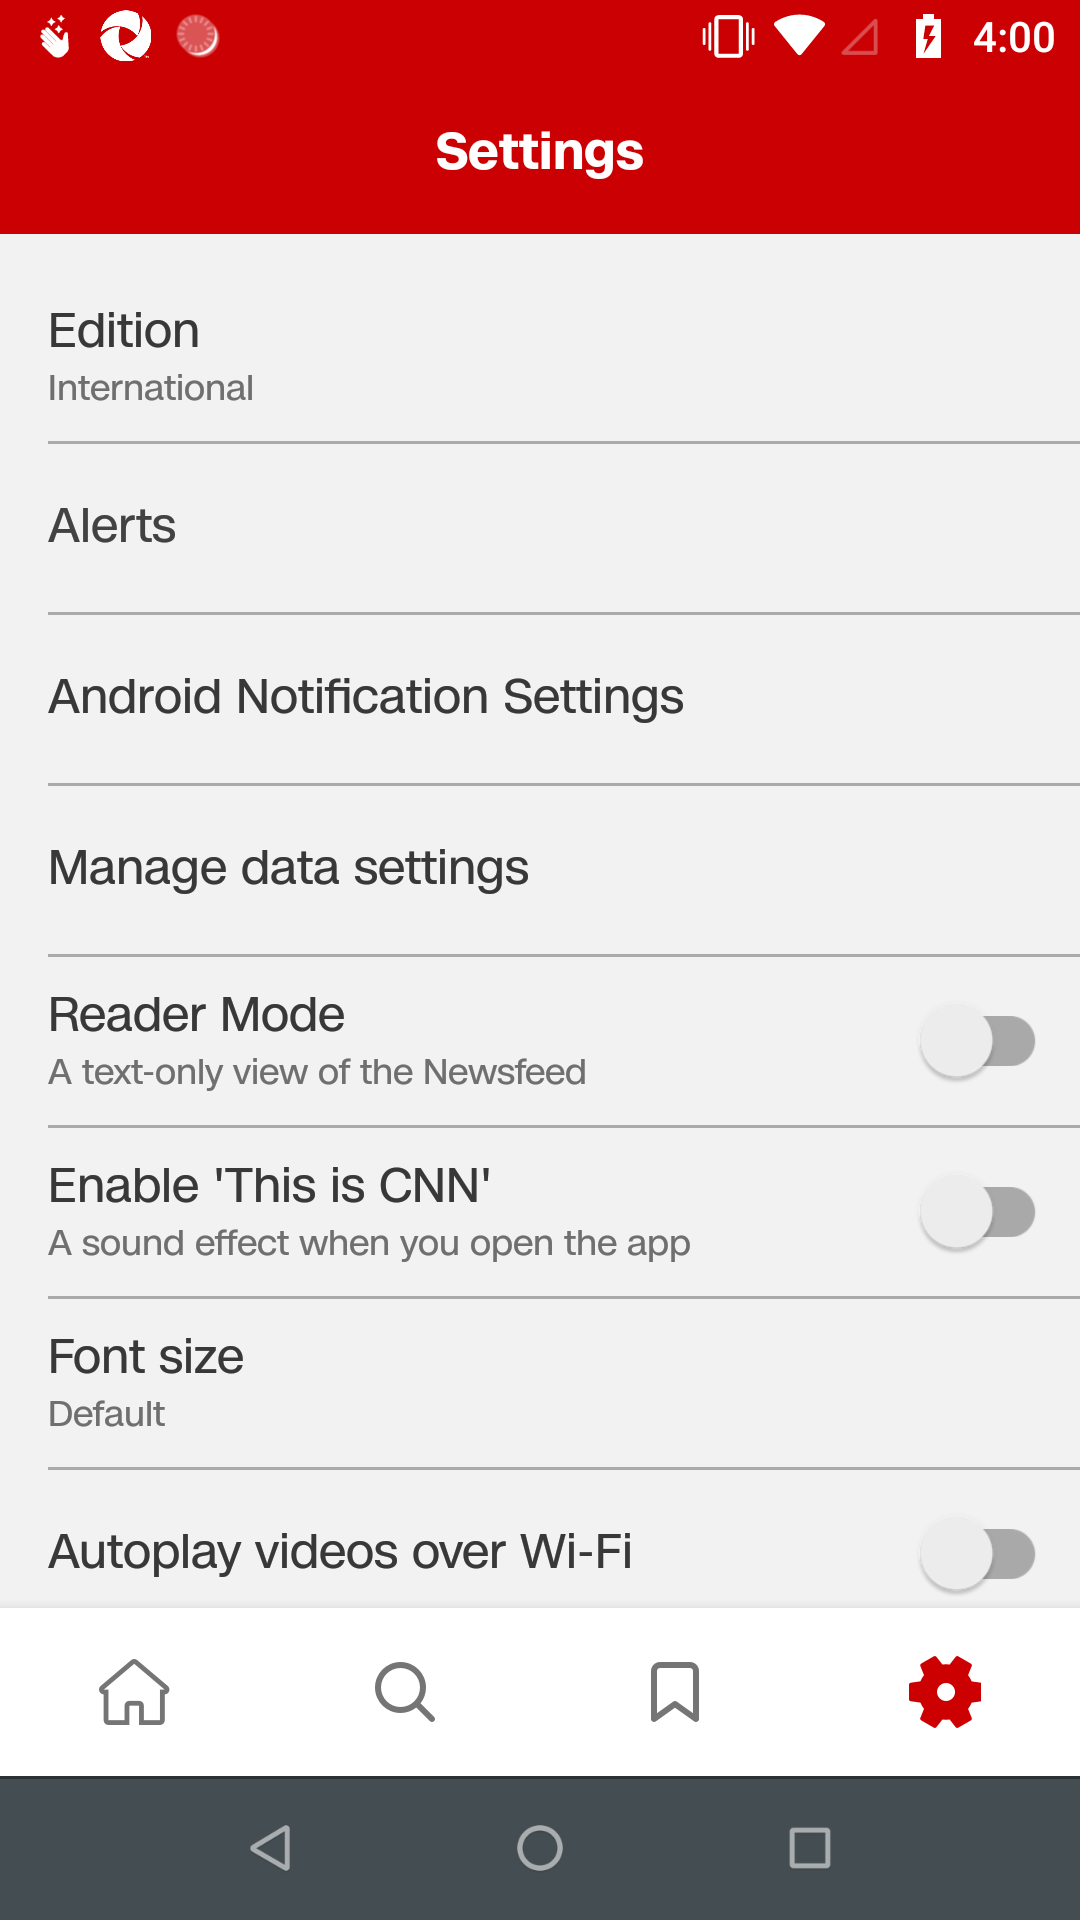 4:00
Settings
Edition
International
Alerts
Android Notification Settings
Manage data settings
Reader Mode
A text-only view of the Newsfeed
Enable 'This is CNN'
A sound effect when you open the app
Font size
Default
Autoplay videos over Wi-Fi